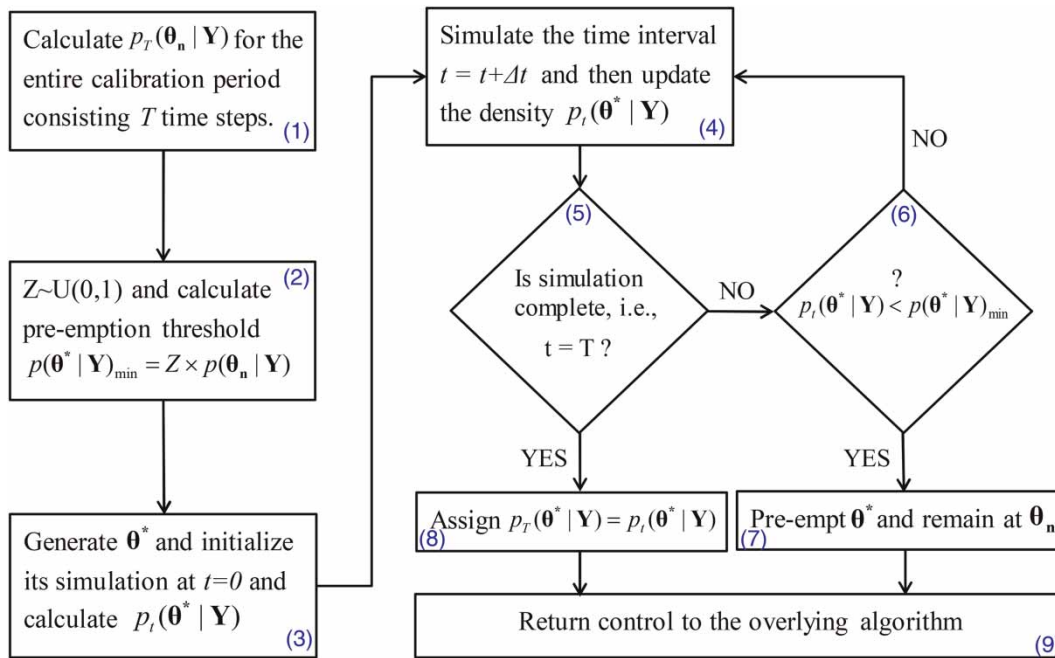 Calculate p_T(θ_n | Y) for the
entire calibration period
consisting T time steps.
(1)
Z~U(0,1) and calculate
(2)
pre-emption threshold
p(θ* | Y)_min = Z × p(θ_n | Y)
Generate θ* and initialize
its simulation at t=0 and
calculate p_t(θ* | Y)
(3)
Simulate the time interval
t = t+Δt and then update
the density p_t(θ* | Y)
(4)
(5)
Is simulation
complete, i.e.,
t = T ?
NO
YES
(6)
?
p_t(θ* | Y) < p(θ* | Y)_min
NO
YES
Pre-empt θ* and remain at θ_n
(7)
Assign p_T(θ* | Y) = p_t(θ* | Y)
(8)
Return control to the overlying algorithm
(9